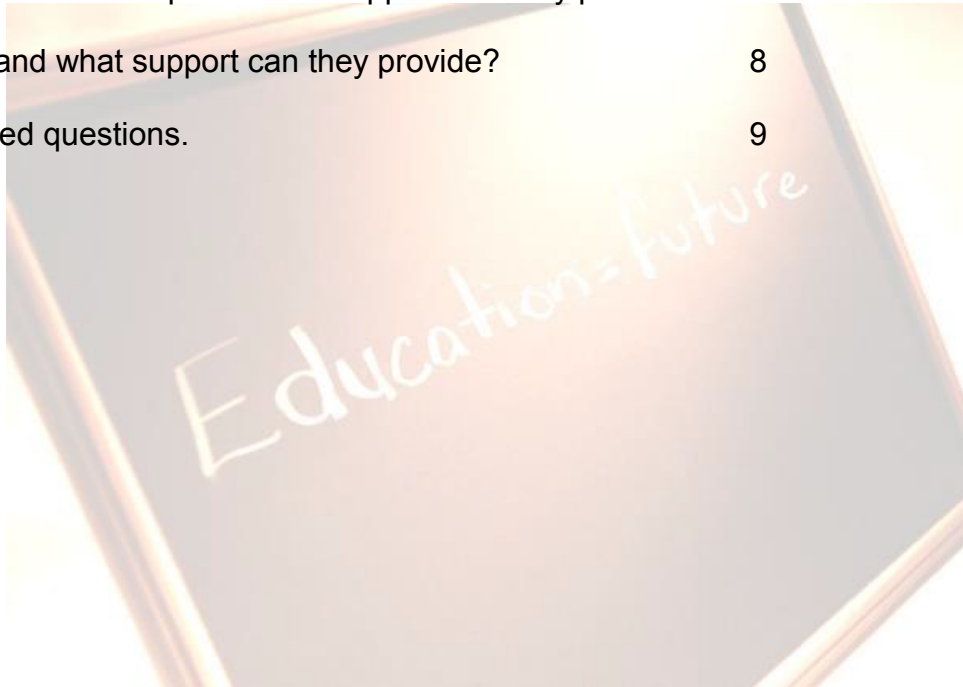 and what support can they provide? 8
ed questions. 9
Education=future